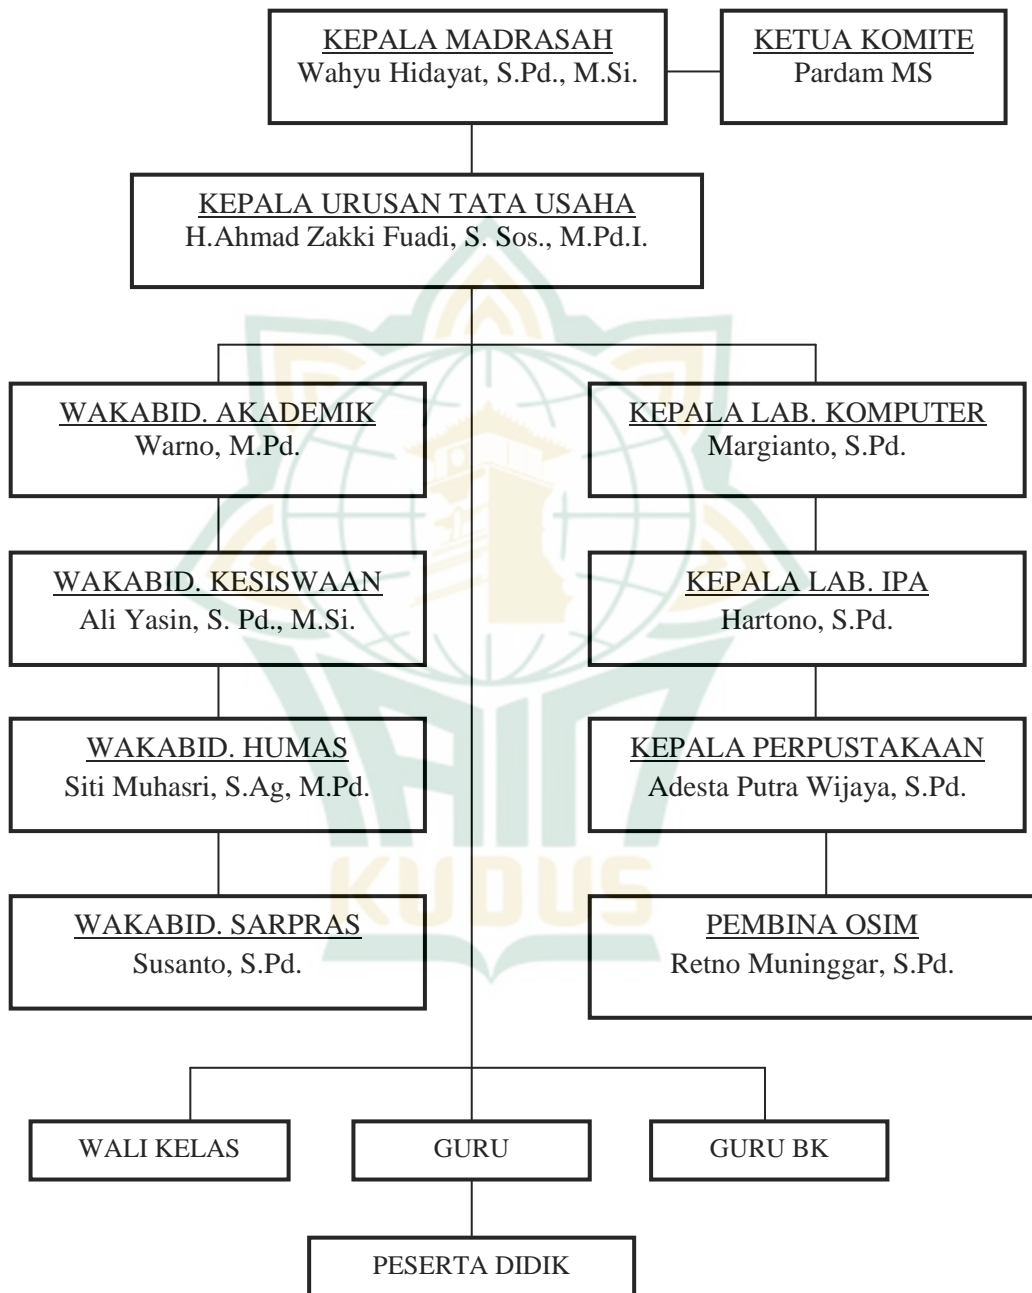 KEPALA MADRASAH
Wahyu Hidayat, S.Pd., M.Si.
KETUA KOMITE
Pardam MS
KEPALA URUSAN TATA USAHA
H.Ahmad Zakki Fuadi, S. Sos., M.Pd.I.
WAKABID. AKADEMIK
Warno, M.Pd.
KEPALA LAB. KOMPUTER
Margianto, S.Pd.
WAKABID. KESISWAAN
Ali Yasin, S. Pd., M.Si.
KEPALA LAB. IPA
Hartono, S.Pd.
WAKABID. HUMAS
Siti Muhasri, S.Ag, M.Pd.
KEPALA PERPUSTAKAAN
Adesta Putra Wijaya, S.Pd.
WAKABID. SARPRAS
Susanto, S.Pd.
PEMBINA OSIM
Retno Muninggar, S.Pd.
WALI KELAS
GURU
GURU BK
PESERTA DIDIK
IAIN
KUDUS